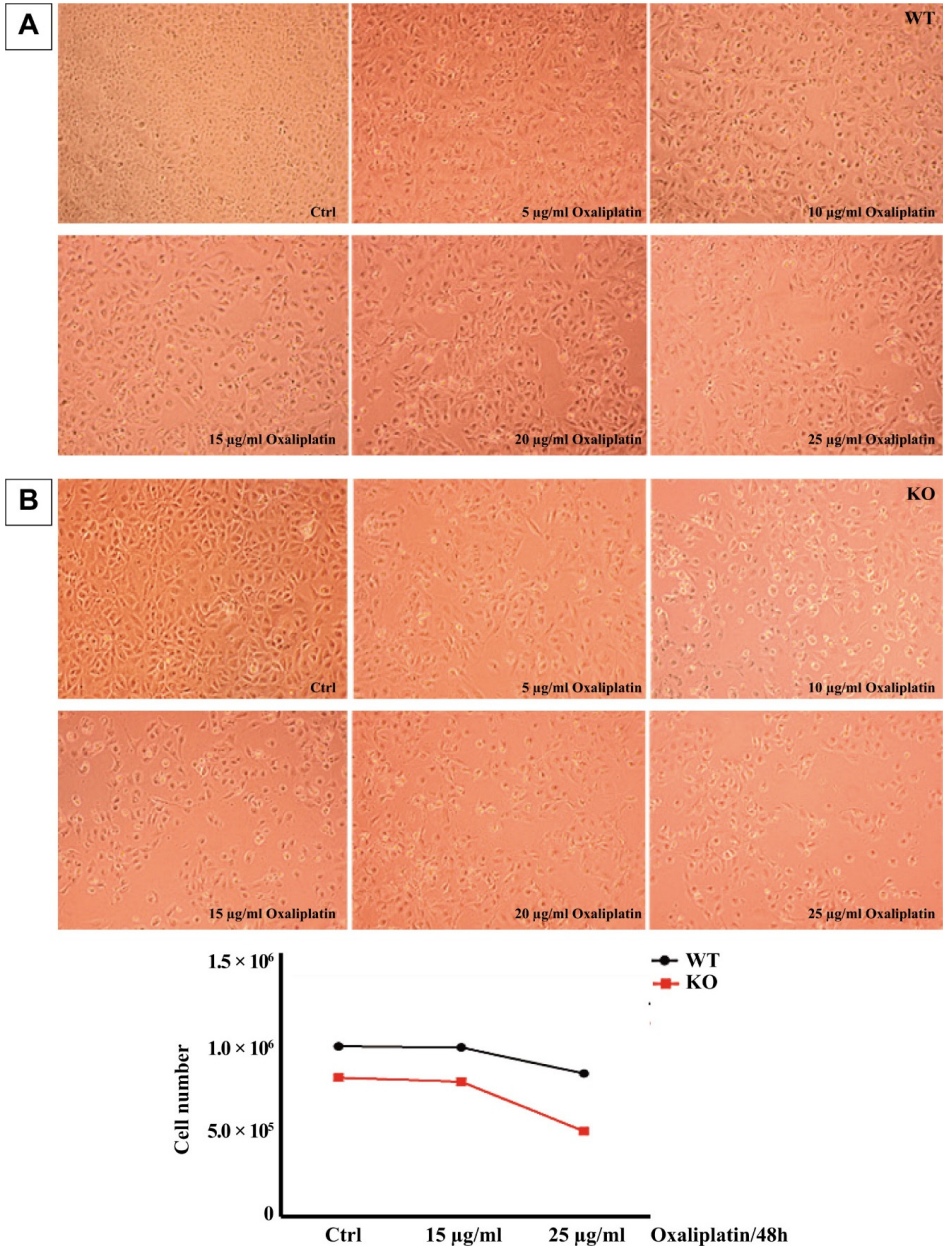 A
WT
Ctrl
5 µg/ml Oxaliplatin
10 µg/ml Oxaliplatin
15 µg/ml Oxaliplatin
20 µg/ml Oxaliplatin
25 µg/ml Oxaliplatin
B
KO
Ctrl
5 µg/ml Oxaliplatin
10 µg/ml Oxaliplatin
15 µg/ml Oxaliplatin
20 µg/ml Oxaliplatin
25 µg/ml Oxaliplatin
1.5 × 10⁶
1.0 × 10⁶
5.0 × 10⁵
0
Cell number
WT
KO
Ctrl
15 µg/ml
25 µg/ml
Oxaliplatin/48h